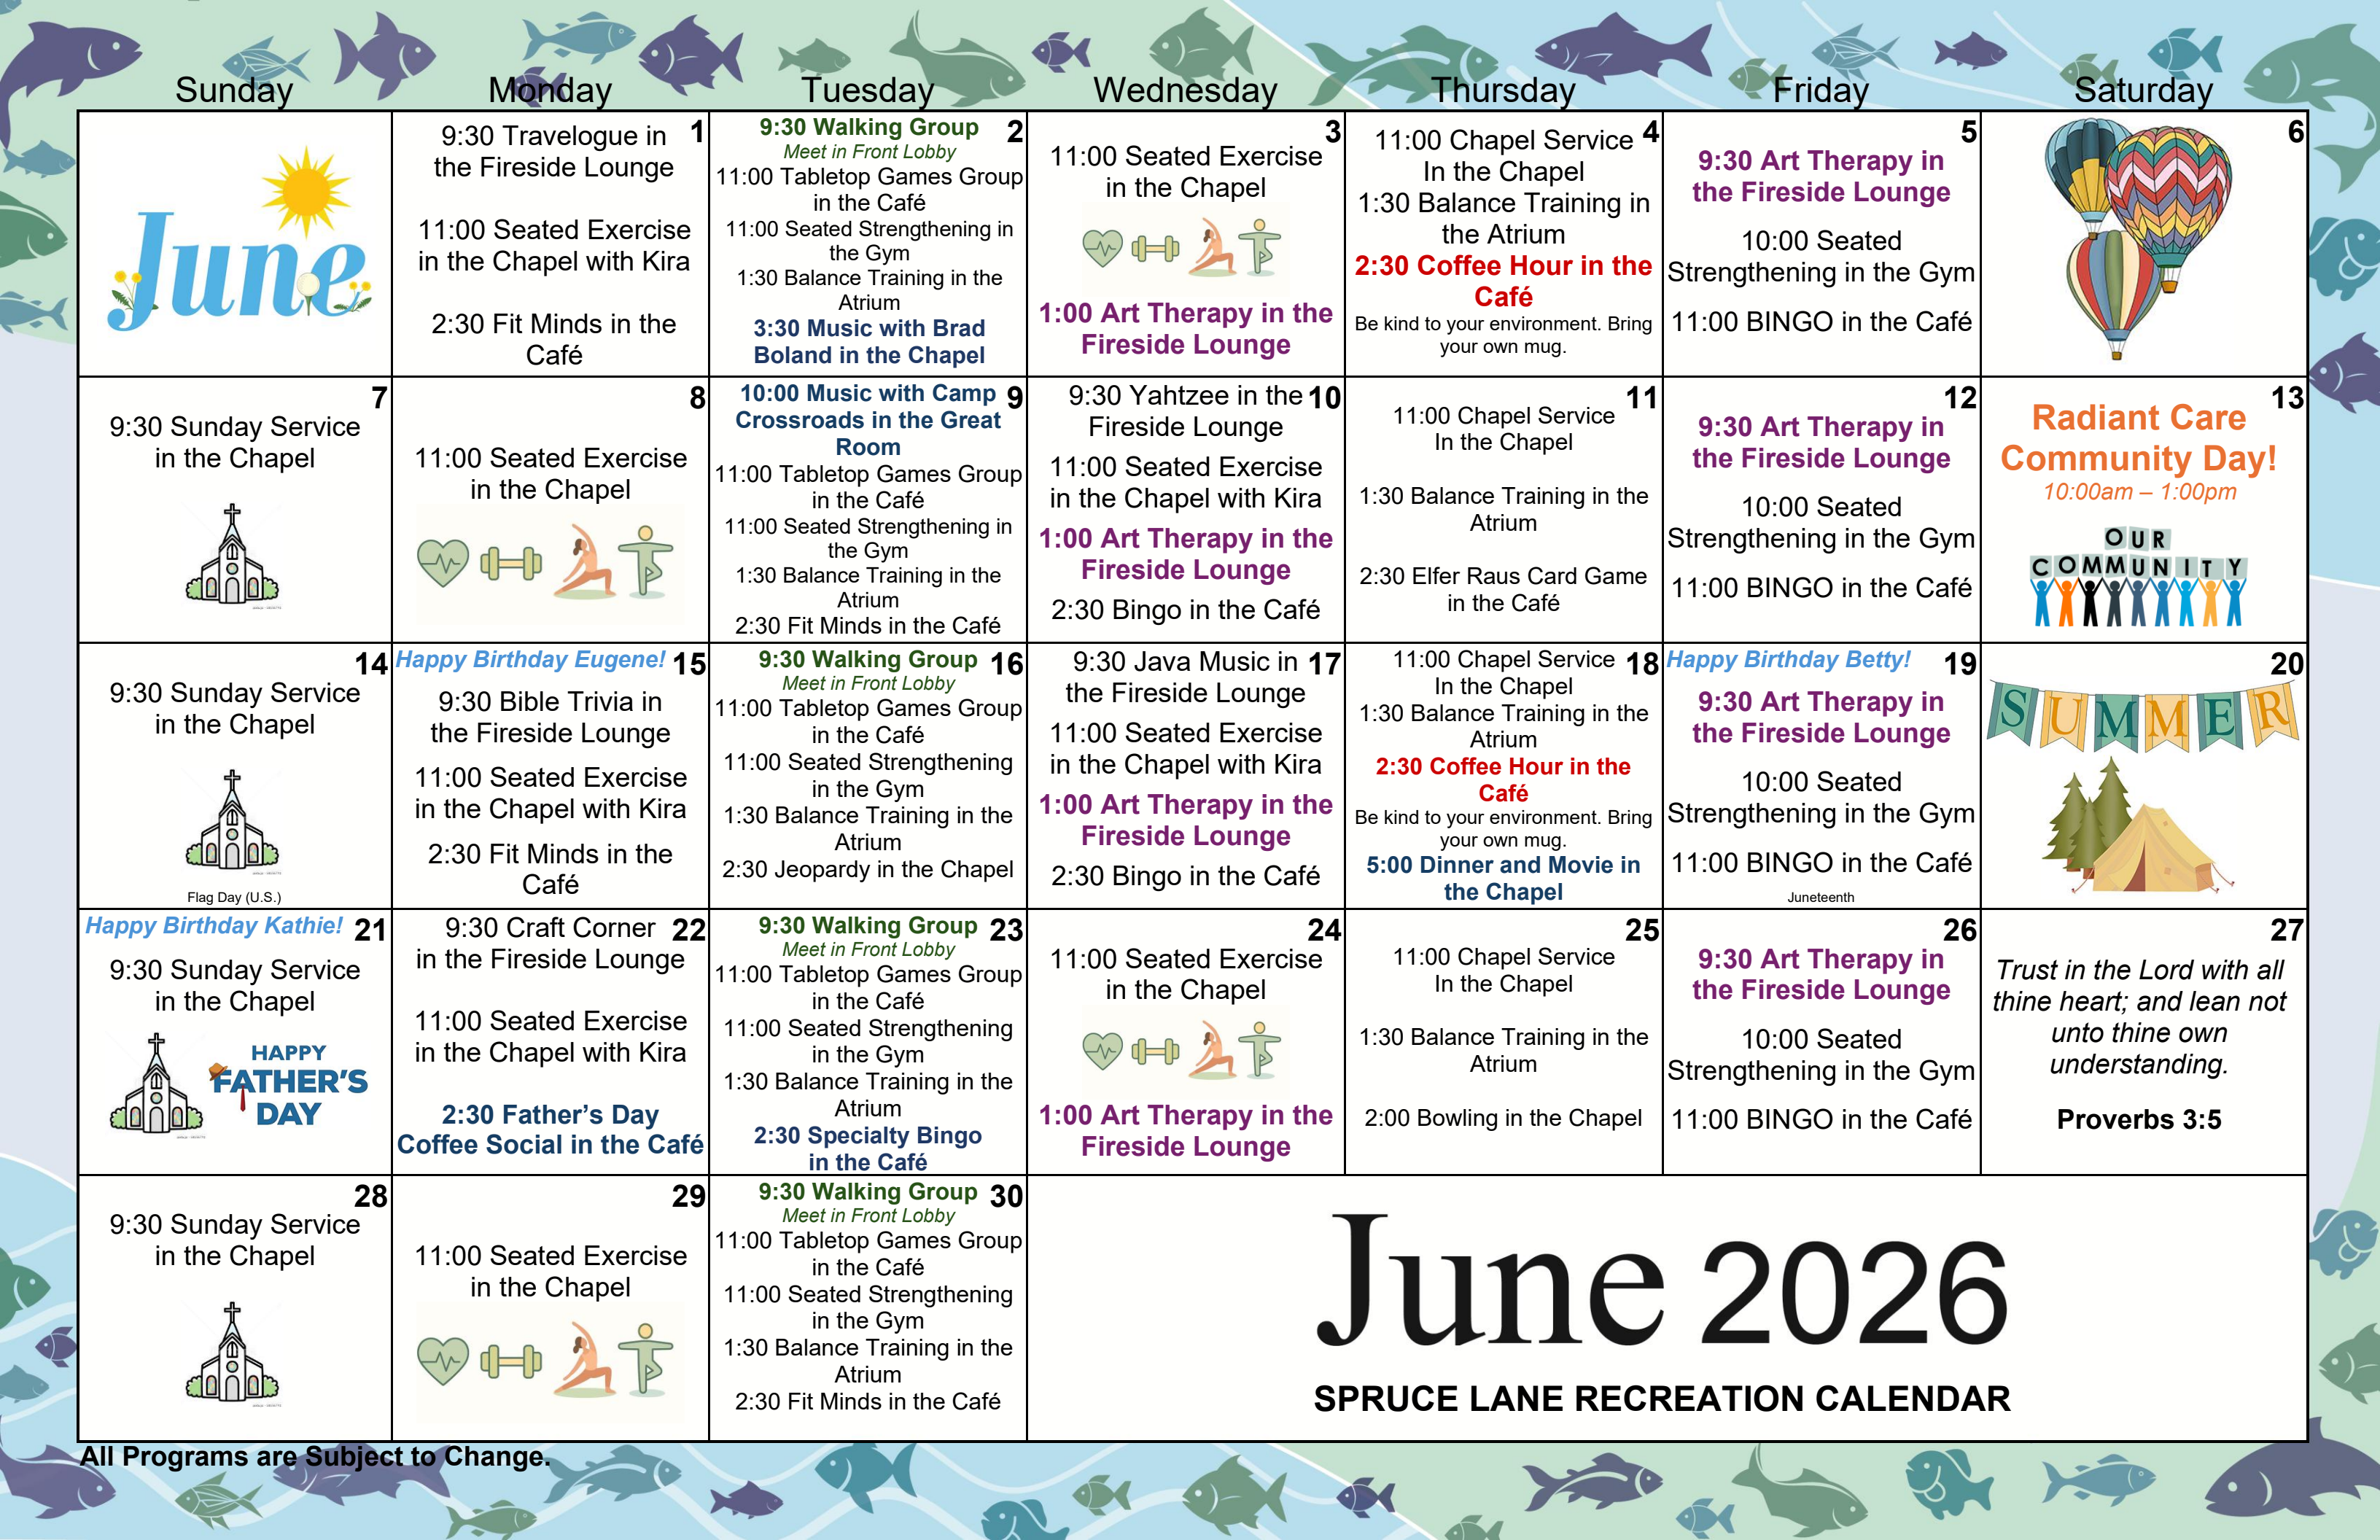 Sunday Monday Tuesday Wednesday Thursday Friday Saturday
June
1
9:30 Travelogue in
the Fireside Lounge
11:00 Seated Exercise
in the Chapel with Kira
2:30 Fit Minds in the
Café
2
9:30 Walking Group
Meet in Front Lobby
11:00 Tabletop Games Group
in the Café
11:00 Seated Strengthening in
the Gym
1:30 Balance Training in the
Atrium
3:30 Music with Brad
Boland in the Chapel
3
11:00 Seated Exercise
in the Chapel
1:00 Art Therapy in the
Fireside Lounge
4
11:00 Chapel Service
In the Chapel
1:30 Balance Training in
the Atrium
2:30 Coffee Hour in the
Café
Be kind to your environment. Bring
your own mug.
5
9:30 Art Therapy in
the Fireside Lounge
10:00 Seated
Strengthening in the Gym
11:00 BINGO in the Café
6
7
9:30 Sunday Service
in the Chapel
8
11:00 Seated Exercise
in the Chapel
9
10:00 Music with Camp
Crossroads in the Great
Room
11:00 Tabletop Games Group
in the Café
11:00 Seated Strengthening in
the Gym
1:30 Balance Training in the
Atrium
2:30 Fit Minds in the Café
10
9:30 Yahtzee in the
Fireside Lounge
11:00 Seated Exercise
in the Chapel with Kira
1:00 Art Therapy in the
Fireside Lounge
2:30 Bingo in the Café
11
11:00 Chapel Service
In the Chapel
1:30 Balance Training in the
Atrium
2:30 Elfer Raus Card Game
in the Café
12
9:30 Art Therapy in
the Fireside Lounge
10:00 Seated
Strengthening in the Gym
11:00 BINGO in the Café
13
Radiant Care
Community Day!
10:00am – 1:00pm
OUR
COMMUNITY
14
9:30 Sunday Service
in the Chapel
Flag Day (U.S.)
Happy Birthday Eugene! 15
9:30 Bible Trivia in
the Fireside Lounge
11:00 Seated Exercise
in the Chapel with Kira
2:30 Fit Minds in the
Café
16
9:30 Walking Group
Meet in Front Lobby
11:00 Tabletop Games Group
in the Café
11:00 Seated Strengthening
in the Gym
1:30 Balance Training in the
Atrium
2:30 Jeopardy in the Chapel
17
9:30 Java Music in
the Fireside Lounge
11:00 Seated Exercise
in the Chapel with Kira
1:00 Art Therapy in the
Fireside Lounge
2:30 Bingo in the Café
18
11:00 Chapel Service
In the Chapel
1:30 Balance Training in the
Atrium
2:30 Coffee Hour in the
Café
Be kind to your environment. Bring
your own mug.
5:00 Dinner and Movie in
the Chapel
Happy Birthday Betty! 19
9:30 Art Therapy in
the Fireside Lounge
10:00 Seated
Strengthening in the Gym
11:00 BINGO in the Café
Juneteenth
20
SUMMER
Happy Birthday Kathie! 21
9:30 Sunday Service
in the Chapel
HAPPY
FATHER'S
DAY
22
9:30 Craft Corner
in the Fireside Lounge
11:00 Seated Exercise
in the Chapel with Kira
2:30 Father's Day
Coffee Social in the Café
23
9:30 Walking Group
Meet in Front Lobby
11:00 Tabletop Games Group
in the Café
11:00 Seated Strengthening
in the Gym
1:30 Balance Training in the
Atrium
2:30 Specialty Bingo
in the Café
24
11:00 Seated Exercise
in the Chapel
1:00 Art Therapy in the
Fireside Lounge
25
11:00 Chapel Service
In the Chapel
1:30 Balance Training in the
Atrium
2:00 Bowling in the Chapel
26
9:30 Art Therapy in
the Fireside Lounge
10:00 Seated
Strengthening in the Gym
11:00 BINGO in the Café
27
Trust in the Lord with all
thine heart; and lean not
unto thine own
understanding.
Proverbs 3:5
28
9:30 Sunday Service
in the Chapel
29
11:00 Seated Exercise
in the Chapel
30
9:30 Walking Group
Meet in Front Lobby
11:00 Tabletop Games Group
in the Café
11:00 Seated Strengthening
in the Gym
1:30 Balance Training in the
Atrium
2:30 Fit Minds in the Café
June 2026
SPRUCE LANE RECREATION CALENDAR
All Programs are Subject to Change.